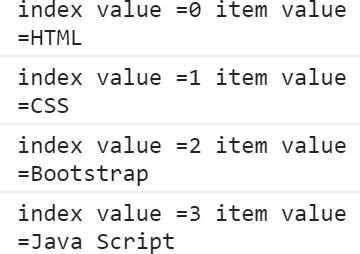 index value =0 item value
=HTML
index value =1 item value
=CSS
index value =2 item value
=Bootstrap
index value =3 item value
=Java Script